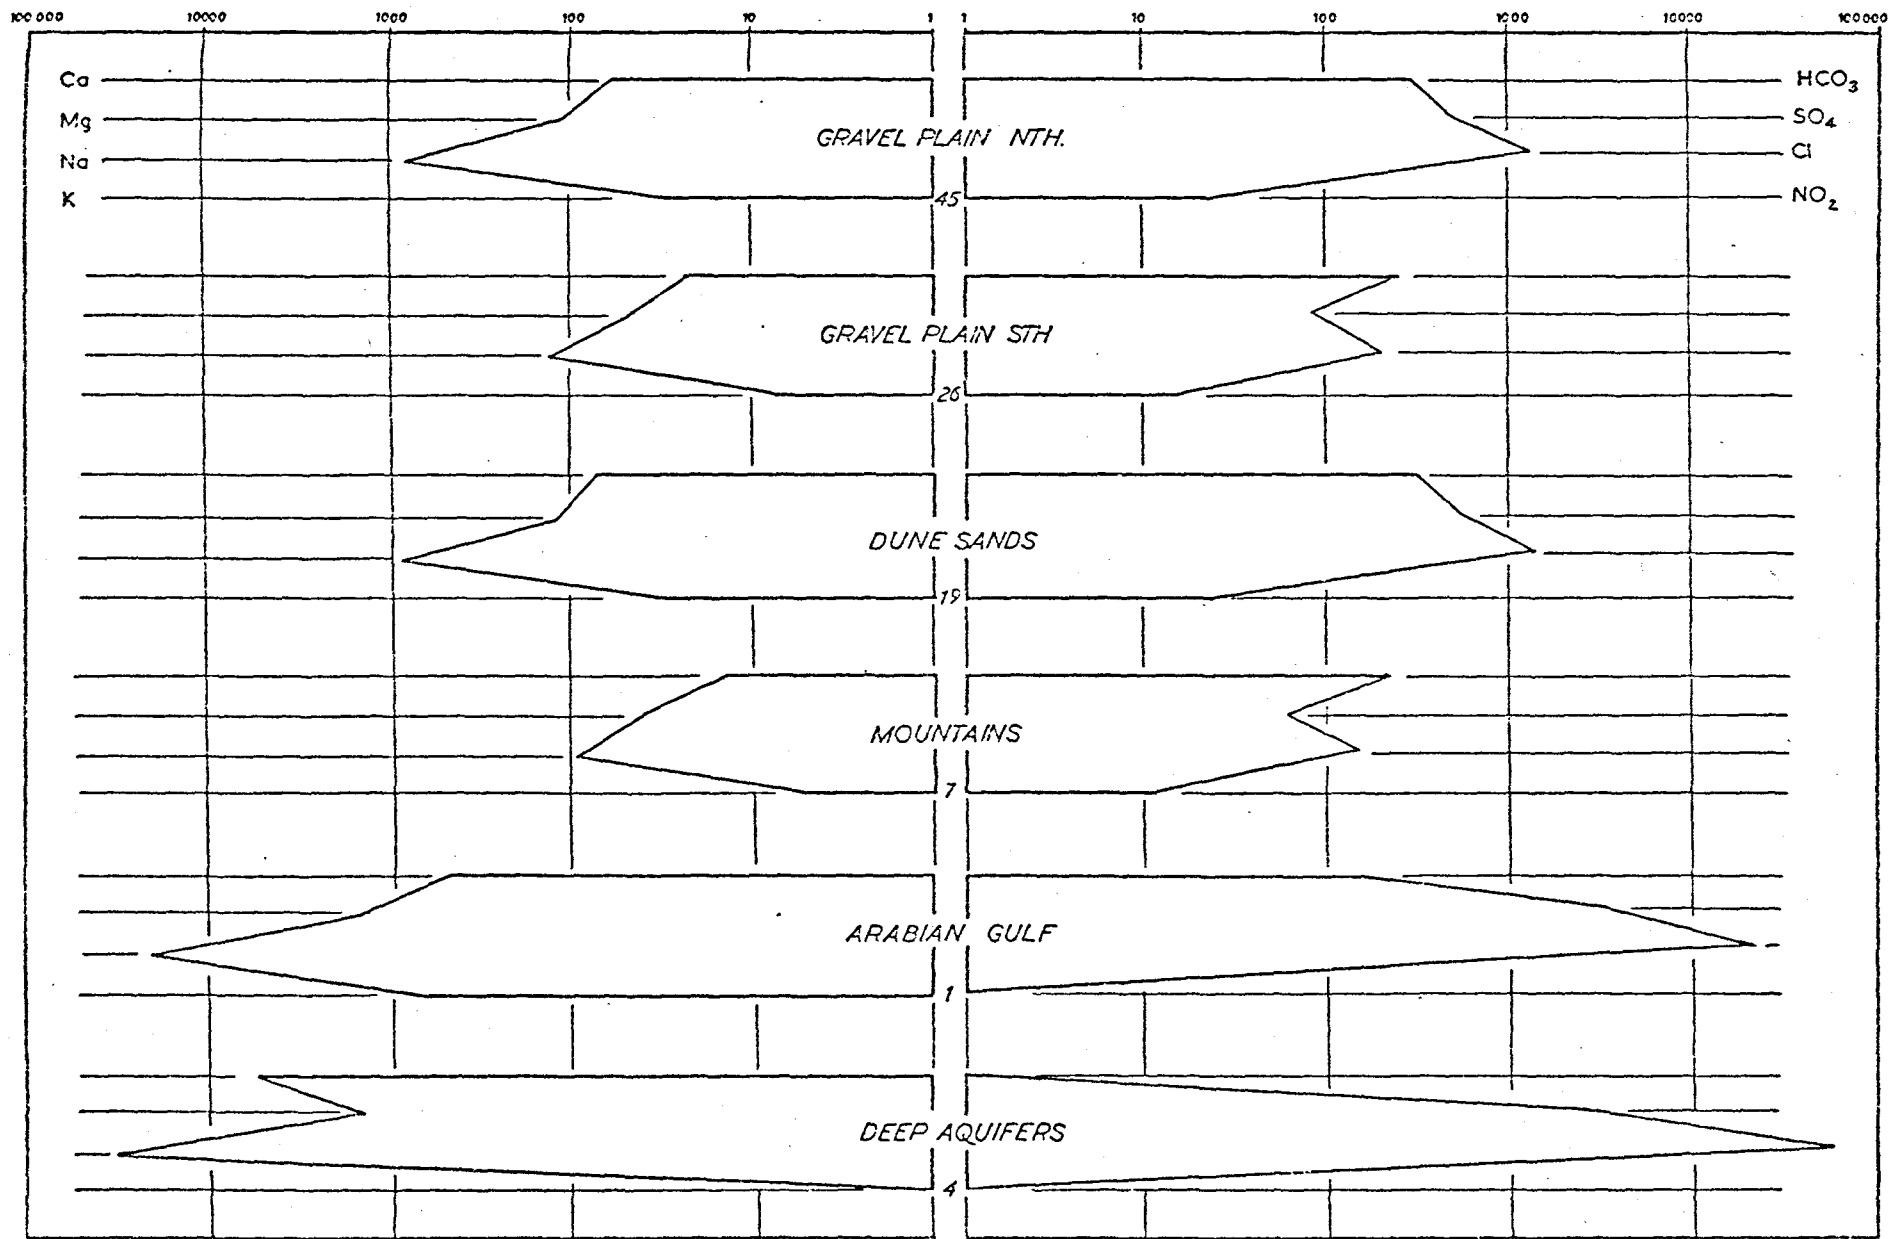 100 000 10000 1000 100 10 1 1 10 100 1000 10000 100000
Ca HCO3
Mg SO4
GRAVEL PLAIN NTH.
Na Cl
K 45 NO2
GRAVEL PLAIN STH
26
DUNE SANDS
19
MOUNTAINS
7
ARABIAN GULF
1
DEEP AQUIFERS
4